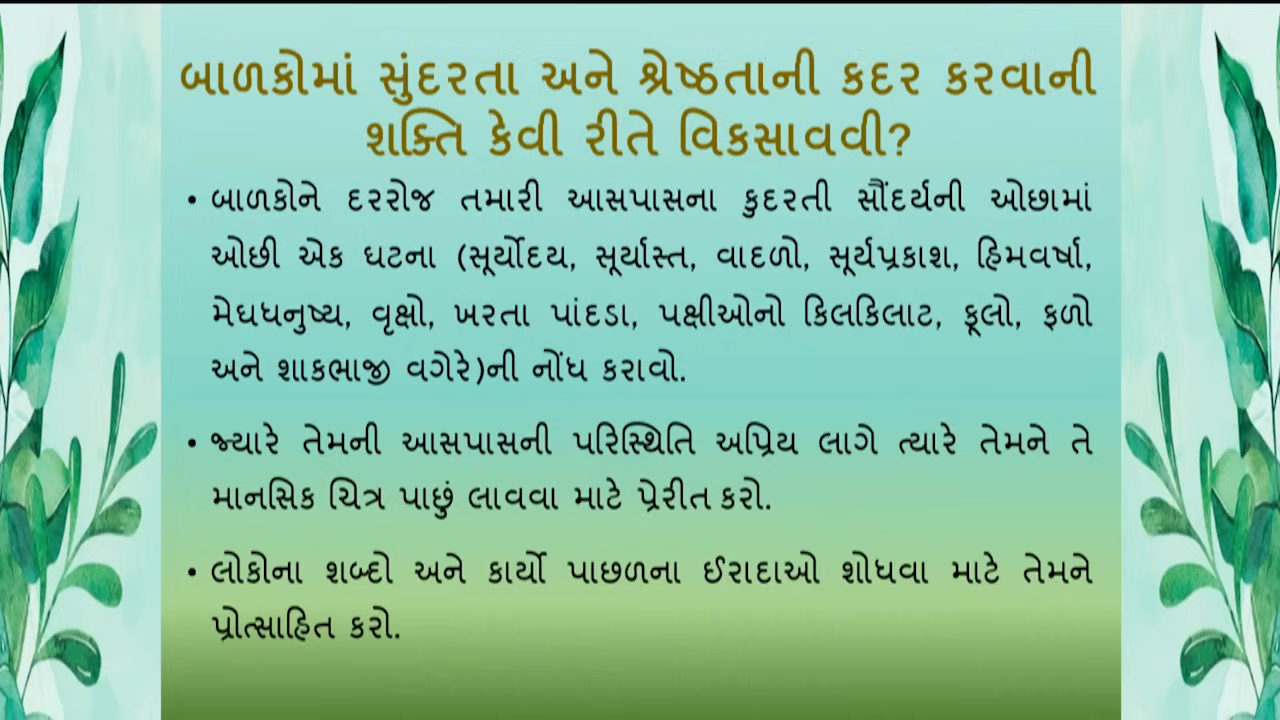 બાળકોમાં સુંદરતા અને શ્રેષ્ઠતાની કદર કરવાની
શક્તિ કેવી રીતે વિકસાવવી?
• બાળકોને દરરોજ તમારી આસપાસના કુદરતી સૌંદર્યની ઓછામાં
ઓછી એક ઘટના (સૂર્યોદય, સૂર્યાસ્ત, વાદળો, સૂર્યપ્રકાશ, હિમવર્ષા,
મેઘધનુષ્ય, વૃક્ષો, ખરતા પાંદડા, પક્ષીઓનો કિલકિલાટ, ફૂલો, ફળો
અને શાકભાજી વગેરે)ની નોંધ કરાવો.
• જ્યારે તેમની આસપાસની પરિસ્થિતિ અપ્રિય લાગે ત્યારે તેમને તે
માનસિક ચિત્ર પાછું લાવવા માટે પ્રેરીત કરો.
• લોકોના શબ્દો અને કાર્યો પાછળના ઈરાદાઓ શોધવા માટે તેમને
પ્રોત્સાહિત કરો.